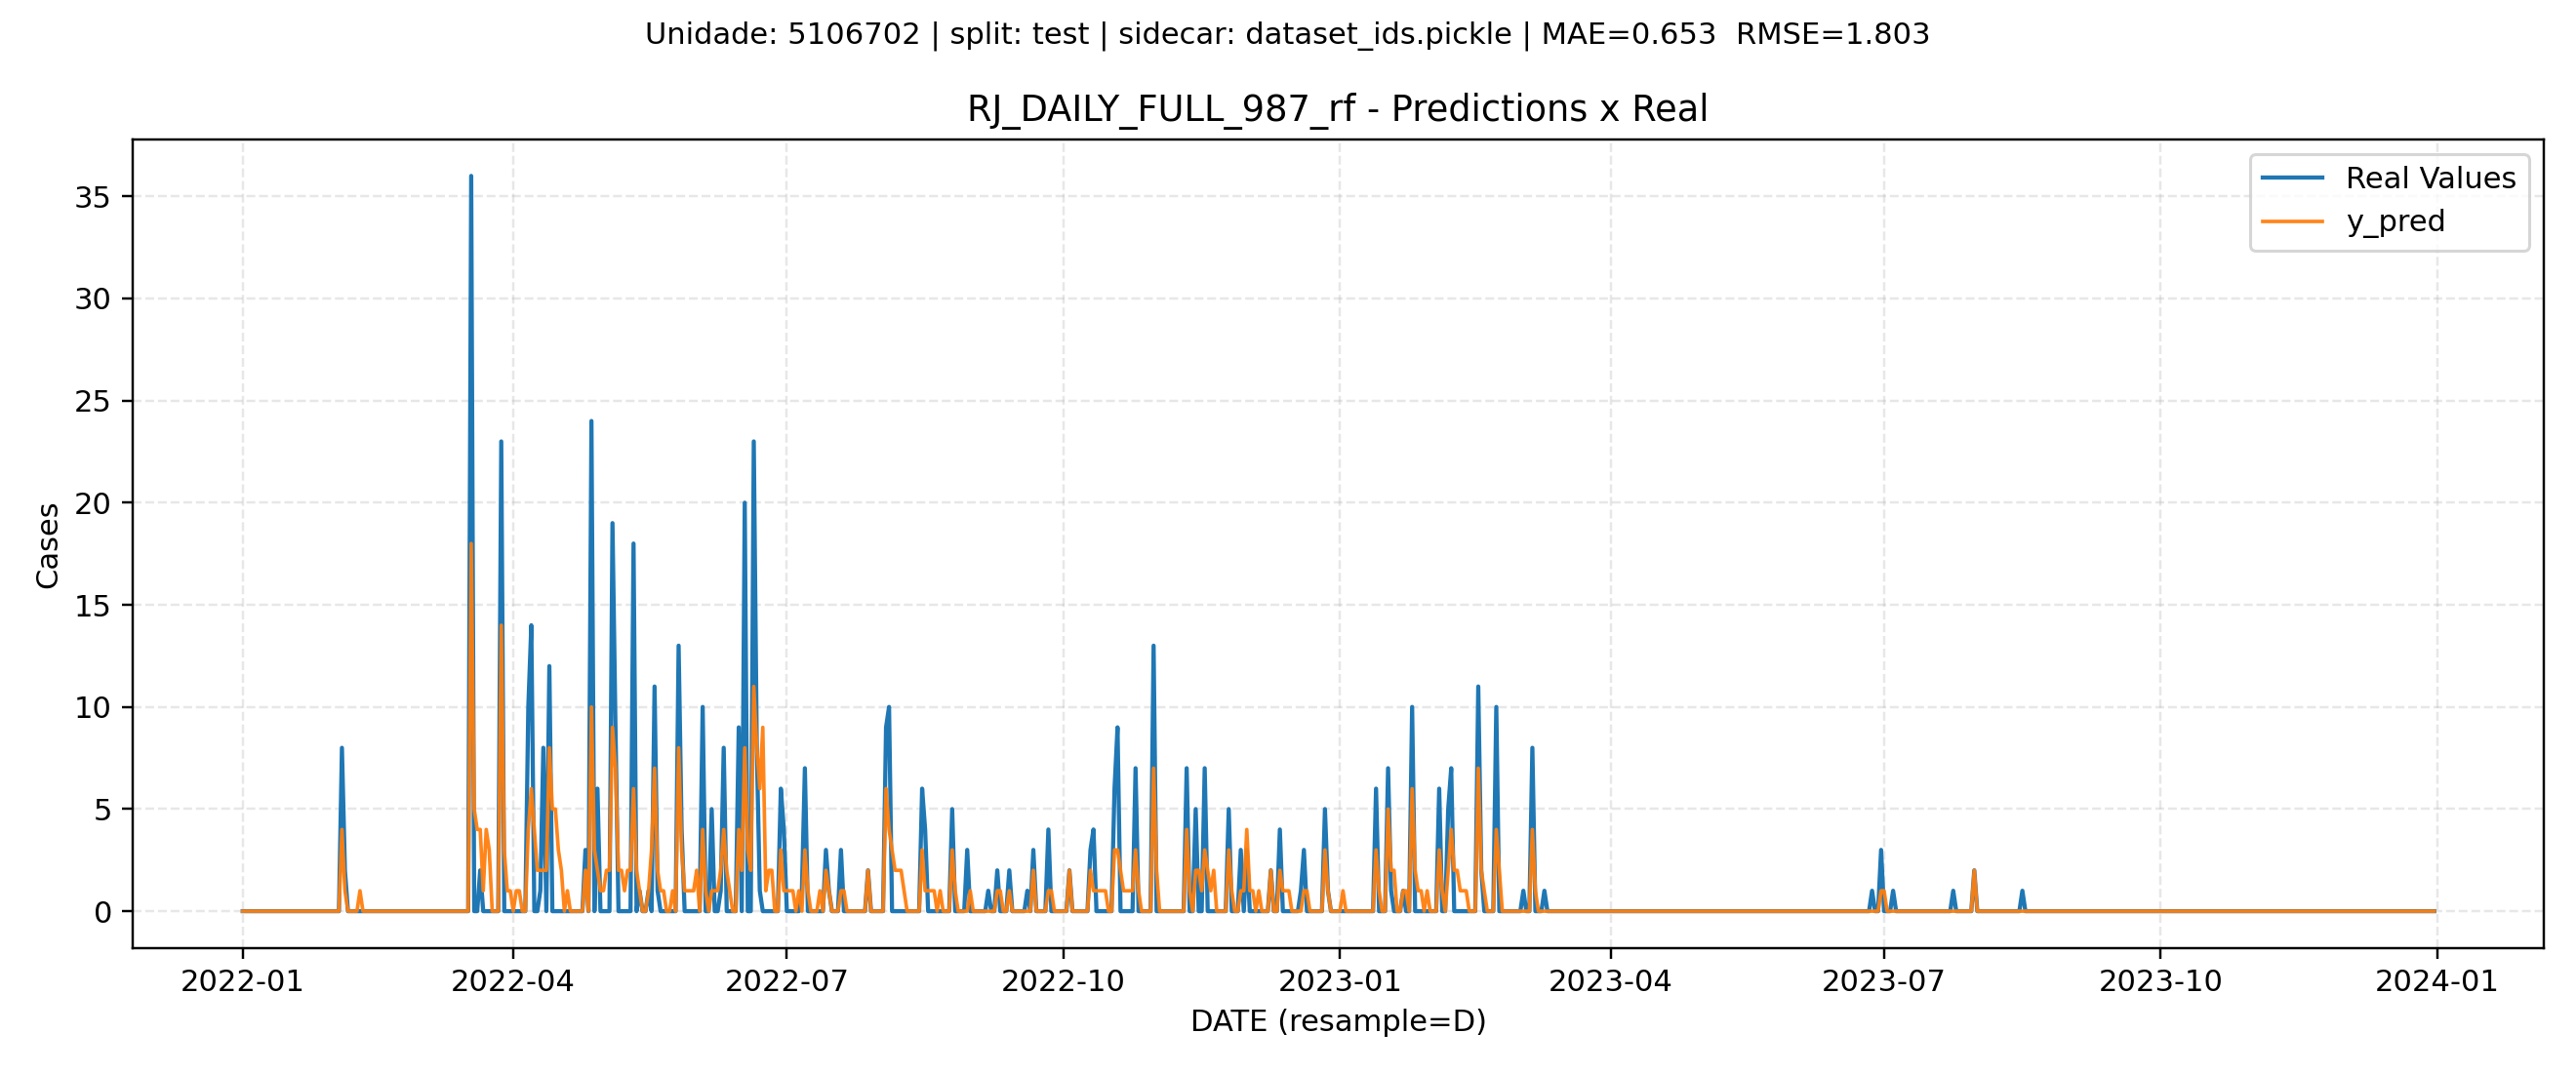 Unidade: 5106702 | split: test | sidecar: dataset_ids.pickle | MAE=0.653  RMSE=1.803
RJ_DAILY_FULL_987_rf - Predictions x Real
Real Values
y_pred
Cases
35
30
25
20
15
10
5
0
2022-01
2022-04
2022-07
2022-10
2023-01
2023-04
2023-07
2023-10
2024-01
DATE (resample=D)